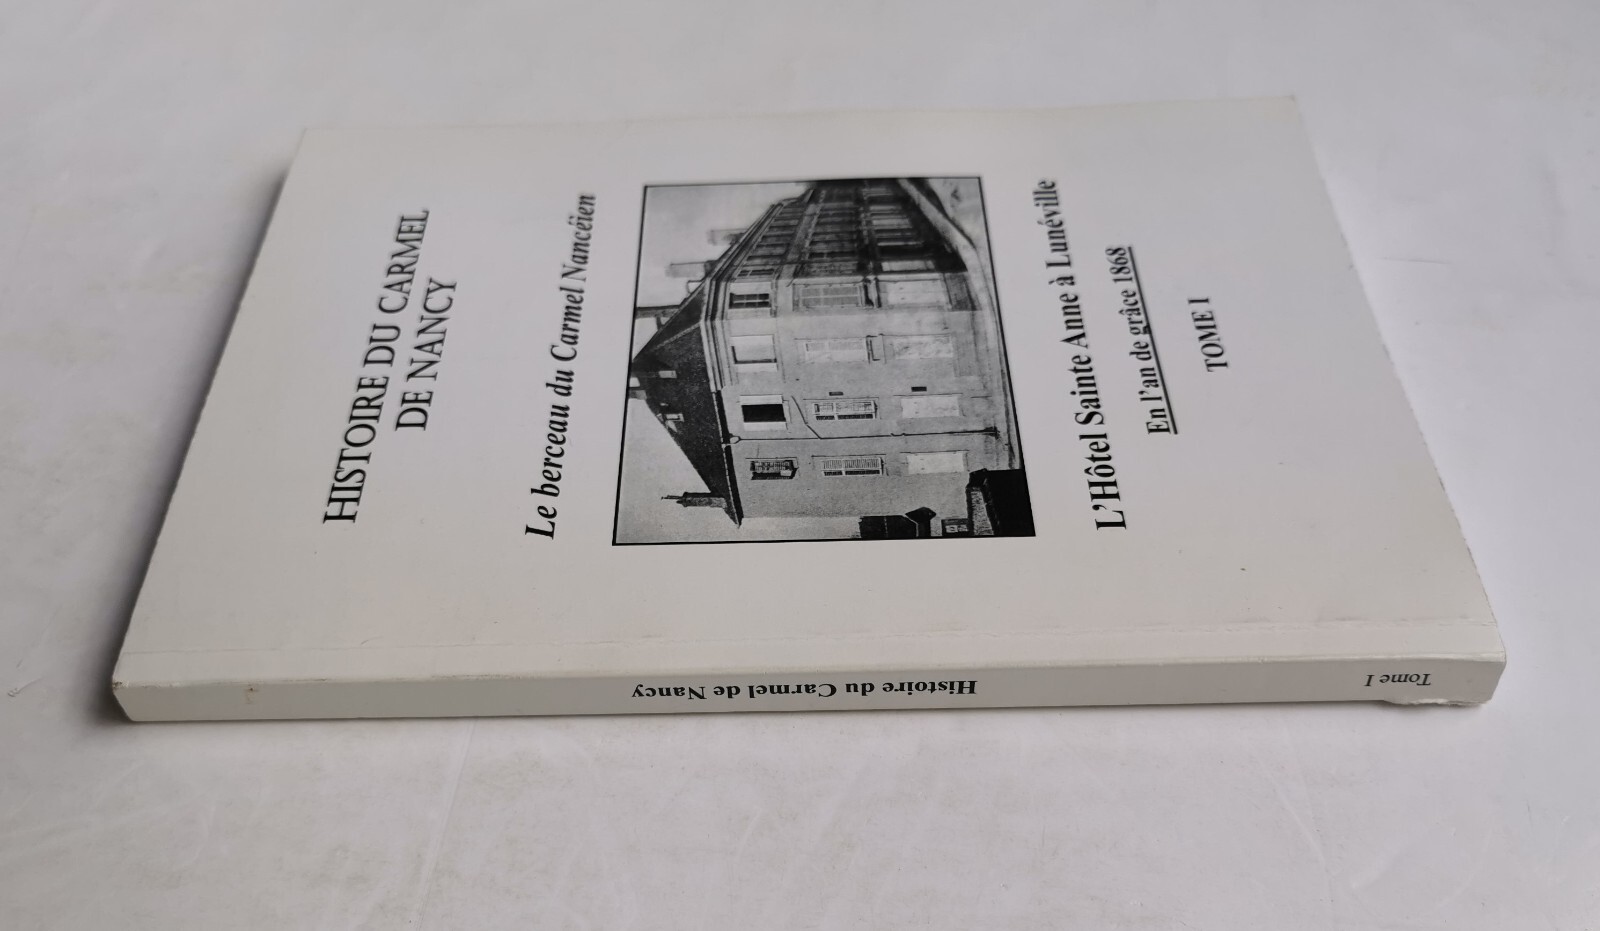 HISTOIRE DU CARMEL
DE NANCY
Le berceau du Carmel Nancéïen
L'Hôtel Sainte Anne à Lunéville
En l'an de grâce 1868
TOME I
Histoire du Carmel de Nancy
Tome I